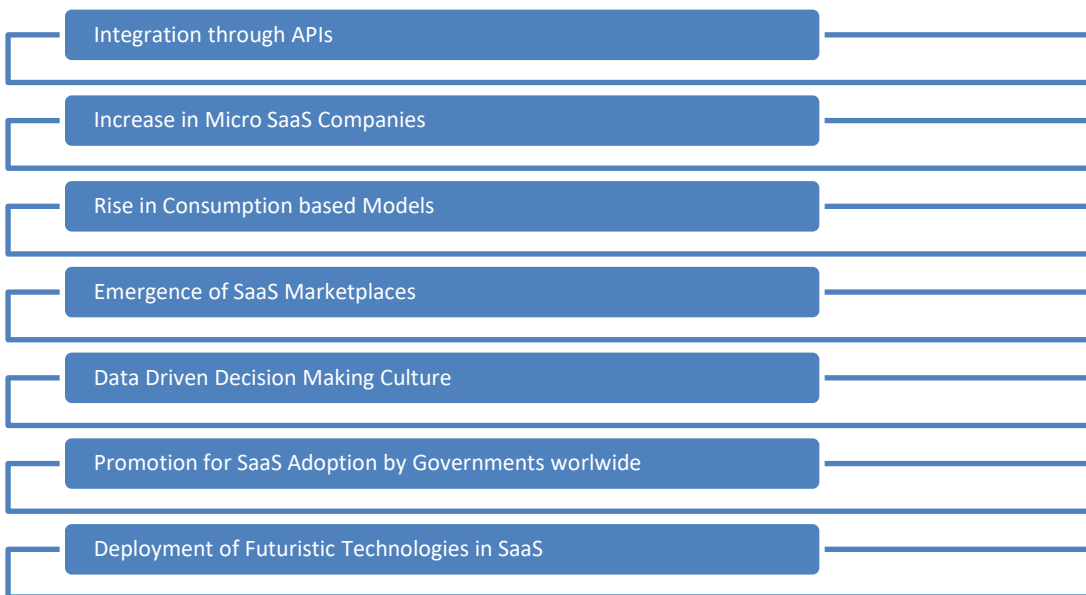 Integration through APIs
Increase in Micro SaaS Companies
Rise in Consumption based Models
Emergence of SaaS Marketplaces
Data Driven Decision Making Culture
Promotion for SaaS Adoption by Governments worlwide
Deployment of Futuristic Technologies in SaaS